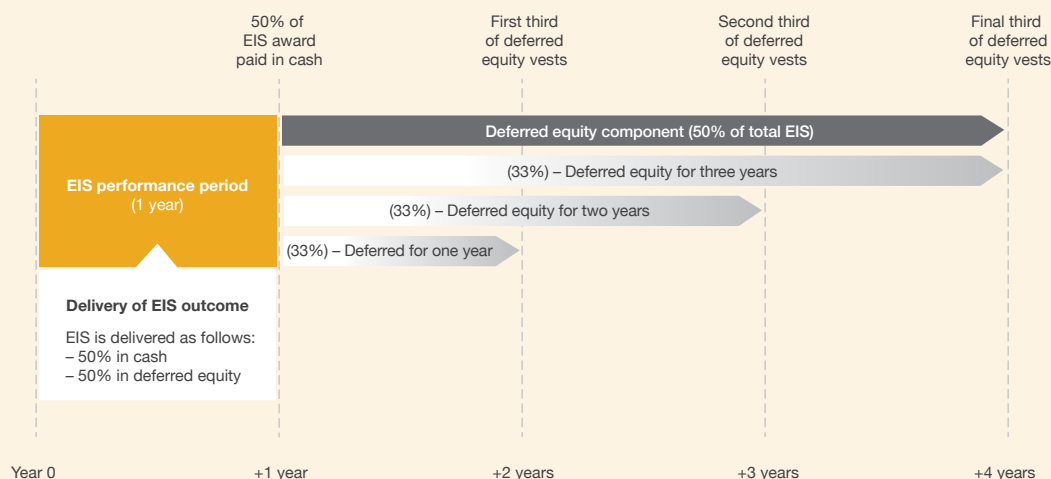 50% of
EIS award
paid in cash
First third
of deferred
equity vests
Second third
of deferred
equity vests
Final third
of deferred
equity vests
Deferred equity component (50% of total EIS)
EIS performance period
(1 year)
(33%) – Deferred equity for three years
(33%) – Deferred equity for two years
(33%) – Deferred for one year
Delivery of EIS outcome
EIS is delivered as follows:
– 50% in cash
– 50% in deferred equity
Year 0
+1 year
+2 years
+3 years
+4 years